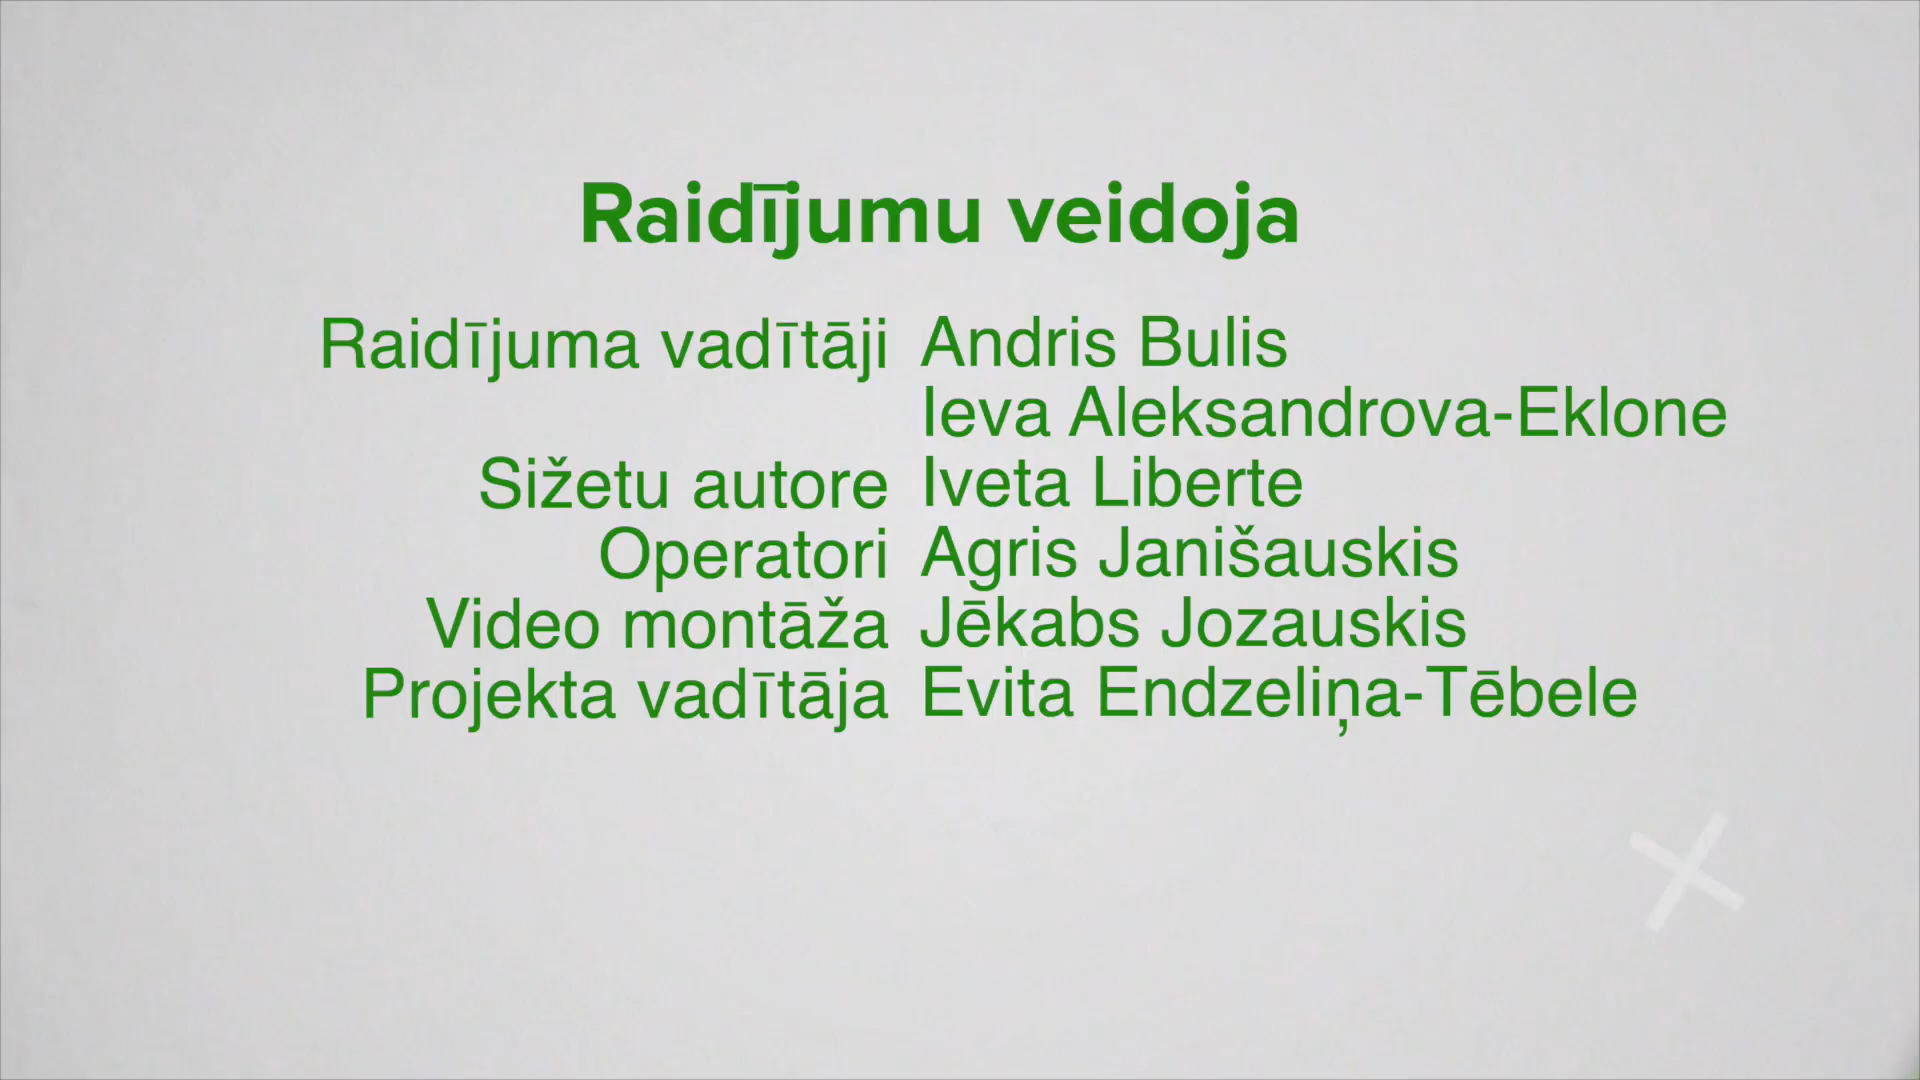 Raidījumu veidoja
Raidījuma vadītāji Andris Bulis
Ieva Aleksandrova-Eklone
Sižetu autore Iveta Liberte
Operatori Agris Janišauskis
Video montāža Jēkabs Jozauskis
Projekta vadītāja Evita Endzeliņa-Tēbele